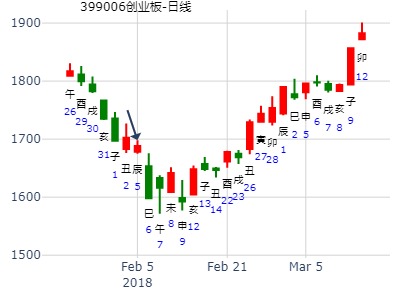 399006创业板-日线
1900
1800
1700
1600
1500
午
26
酉
29
戌
30
亥
31
子
1
丑
2
辰
5
巳
6
午
7
未
8
申
9
亥
12
子
13
丑
14
酉
22
戌
23
丑
26
寅
27
卯
28
辰
1
巳
2
申
5
酉
6
戌
7
亥
8
子
9
卯
12
Feb 5
2018
Feb 21
Mar 5